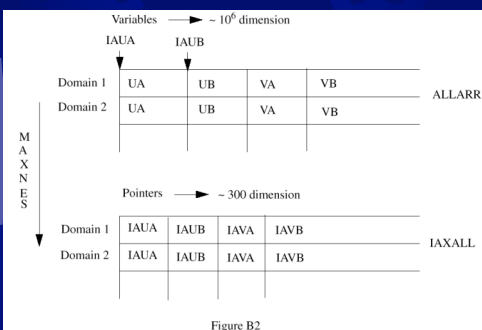 Variables ~ 10⁶ dimension
IAUA IAUB
Domain 1 UA UB VA VB
ALLARR
Domain 2 UA UB VA VB
MAXNES
Pointers ~ 300 dimension
Domain 1 IAUA IAUB IAVA IAVB
IAXALL
Domain 2 IAUA IAUB IAVA IAVB
Figure B2